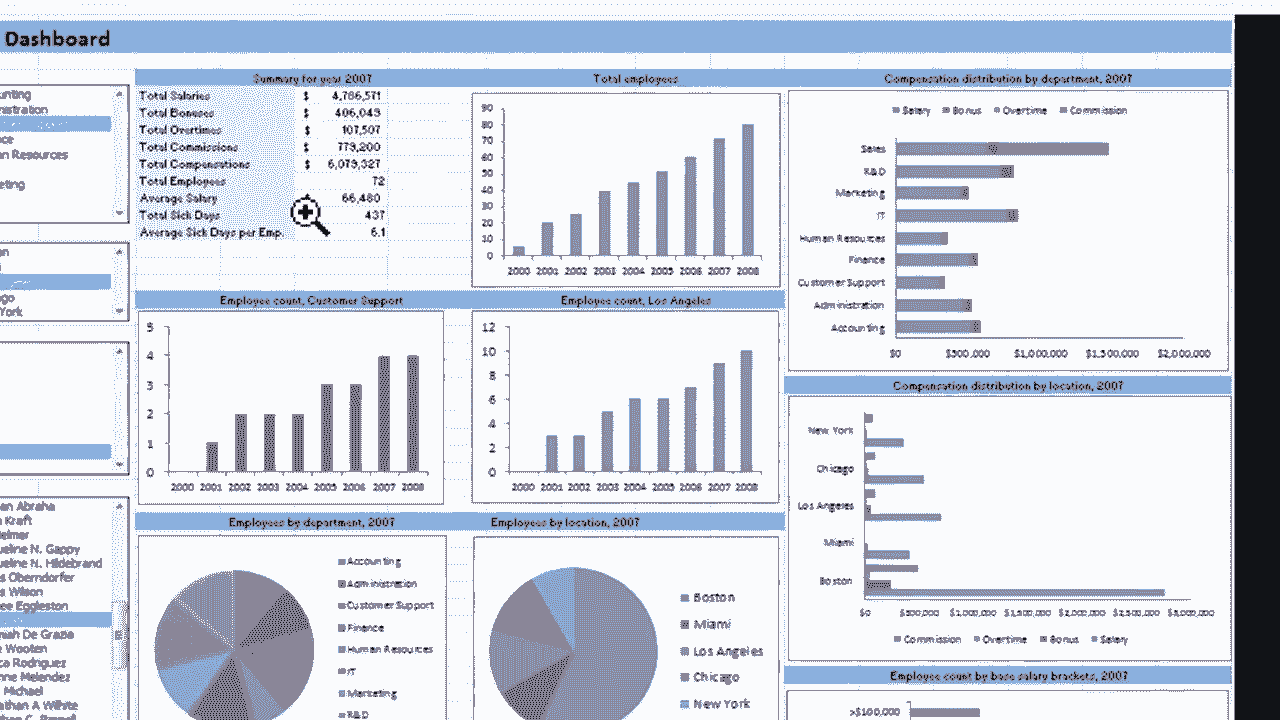 Dashboard
Summary for year 2007
Total Salaries $ 4,786,571
Total Bonuses $ 406,043
Total Overtimes $ 107,507
Total Commissions $ 779,200
Total Compensations $ 6,079,327
Total Employees 72
Average Salary 66,480
Total Sick Days 437
Average Sick Days per Emp. 6.1
Total employees
90
80
70
60
50
40
30
20
10
0
2000 2001 2002 2003 2004 2005 2006 2007 2008
Compensation distribution by department, 2007
Salary Bonus Overtime Commission
Sales
R&D
Marketing
IT
Human Resources
Finance
Customer Support
Administration
Accounting
$0 $500,000 $1,000,000 $1,500,000 $2,000,000
unting
nistration
ce
an Resources
eting
an
ago
York
Employee count, Customer Support
5
4
3
2
1
0
2000 2001 2002 2003 2004 2005 2006 2007 2008
Employee count, Los Angeles
12
10
8
6
4
2
0
2000 2001 2002 2003 2004 2005 2006 2007 2008
Compensation distribution by location, 2007
New York
Chicago
Los Angeles
Miami
Boston
$0 $500,000 $1,000,000 $1,500,000 $2,000,000 $2,500,000 $3,000,000
Commission Overtime Bonus Salary
an Abraha
Kraft
elmer
ueline N. Gappy
ueline N. Hildebrand
s Oberndorfer
s Wilson
ee Eggleston
niah De Grazia
Wooten
ca Rodriguez
nne Melendez
Michael
athan A Wilhite
Employees by department, 2007
Accounting
Administration
Customer Support
Finance
Human Resources
IT
Marketing
R&D
Employees by location, 2007
Boston
Miami
Los Angeles
Chicago
New York
Employee count by base salary brackets, 2007
>$100,000